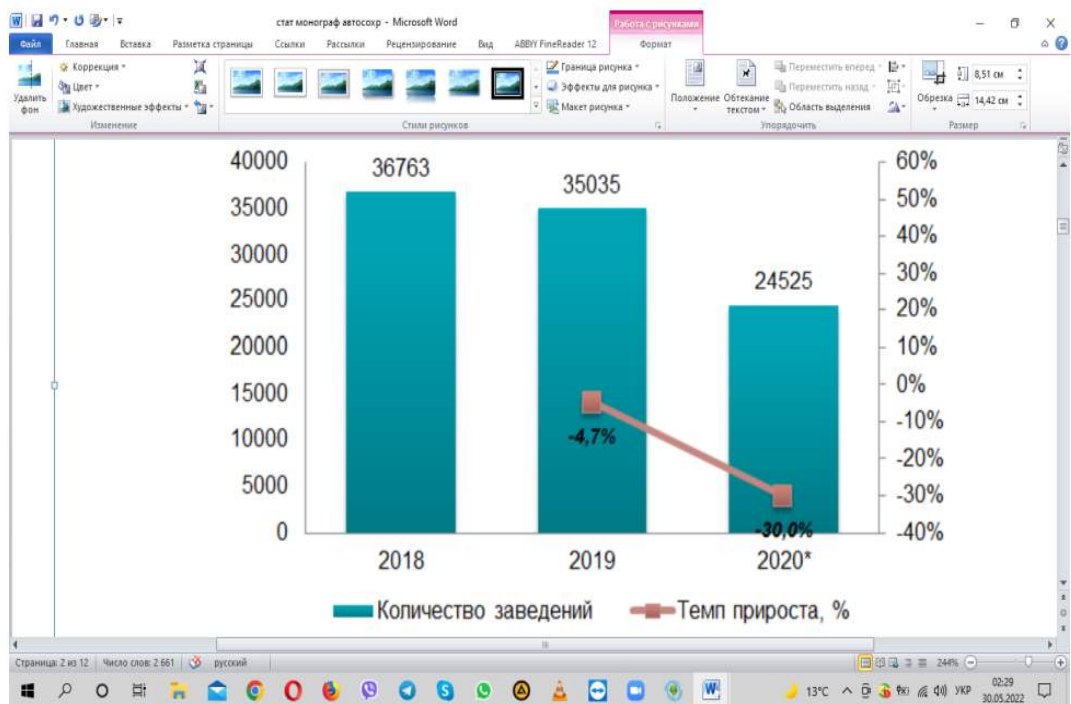 стат монограф автосохр - Microsoft Word
Работа с рисунками
Файл Главная Вставка Разметка страницы Ссылки Рассылки Рецензирование Вид ABBYY FineReader 12 Формат
Удалить фон
Коррекция
Цвет
Художественные эффекты
Изменение
Стили рисунков
Граница рисунка
Эффекты для рисунка
Макет рисунка
Положение
Обтекание текстом
Переместить вперед
Переместить назад
Область выделения
Упорядочить
Обрезка
8,51 см
14,42 см
Размер
40000
35000
30000
25000
20000
15000
10000
5000
0
36763
35035
24525
-4,7%
-30,0%
60%
50%
40%
30%
20%
10%
0%
-10%
-20%
-30%
-40%
2018 2019 2020*
Количество заведений Темп прироста, %
Страница: 2 из 12 Число слов: 2 661 русский 244%
13°C УКР 02:29
30.05.2022